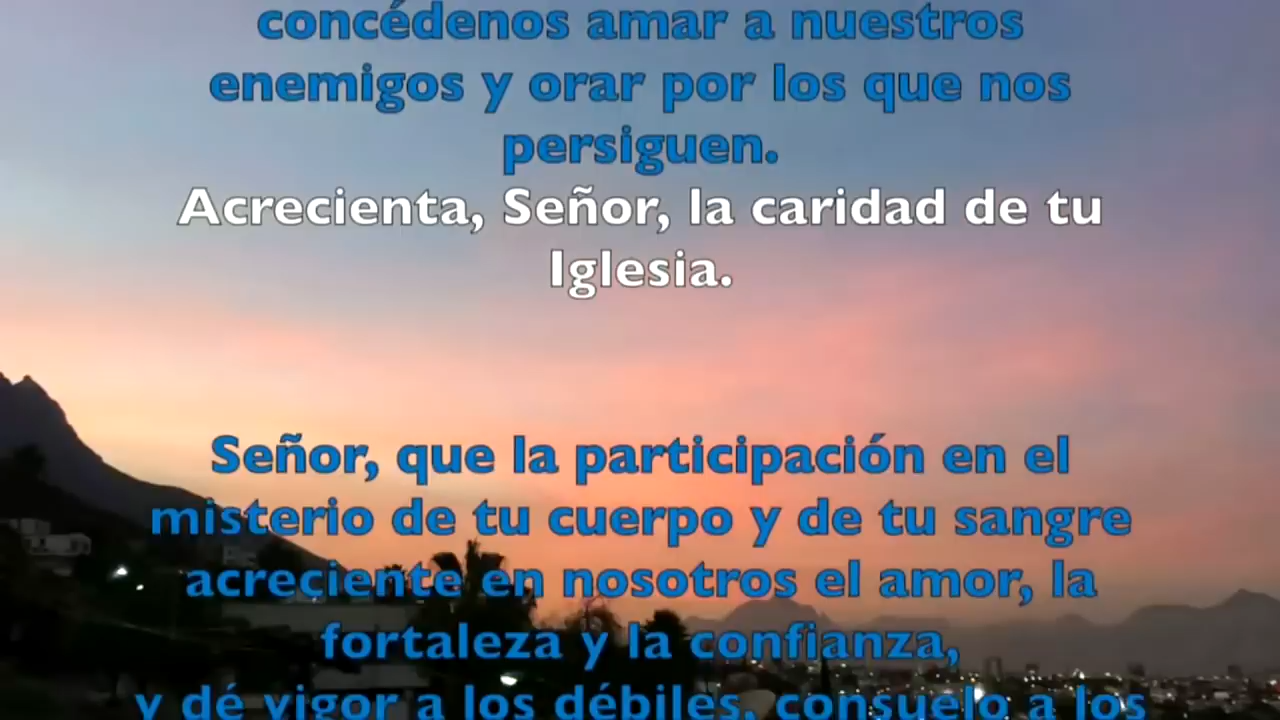 concédenos amar a nuestros
enemigos y orar por los que nos
persiguen.
Acrecienta, Señor, la caridad de tu
Iglesia.
Señor, que la participación en el
misterio de tu cuerpo y de tu sangre
acreciente en nosotros el amor, la
fortaleza y la confianza,
y dé vigor a los débiles, consuelo a los